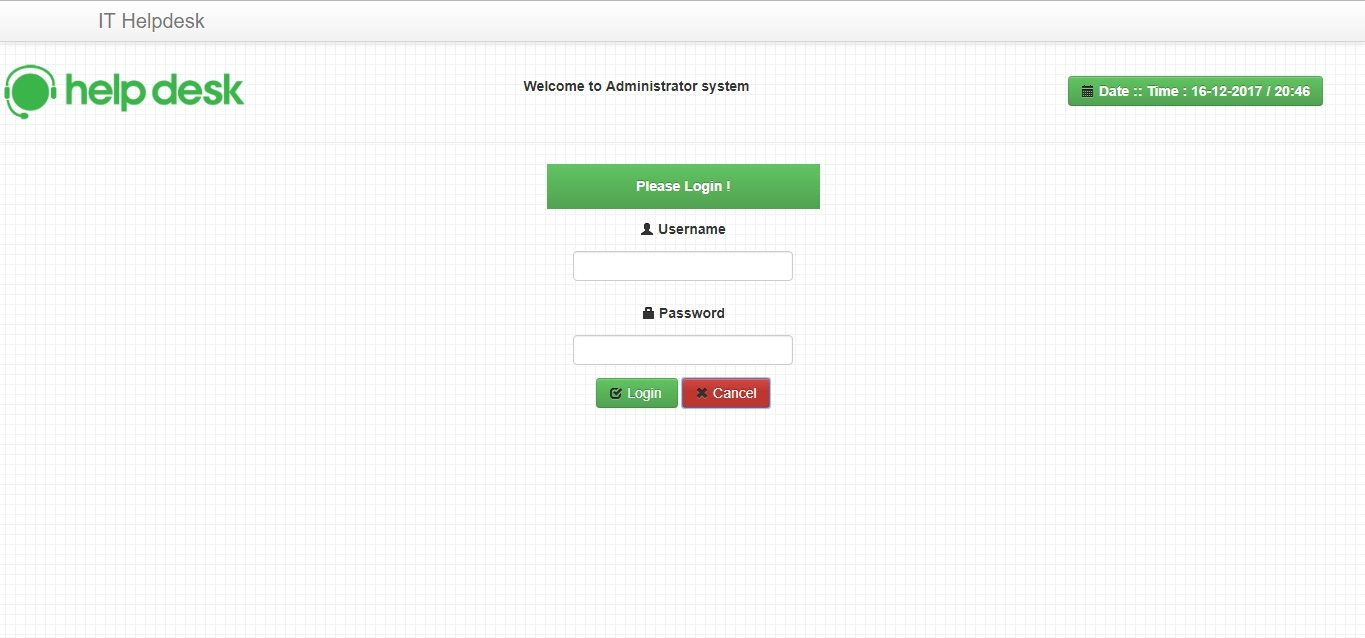 IT Helpdesk
help desk
Welcome to Administrator system
Date :: Time : 16-12-2017 / 20:46
Please Login !
Username
Password
Login
Cancel